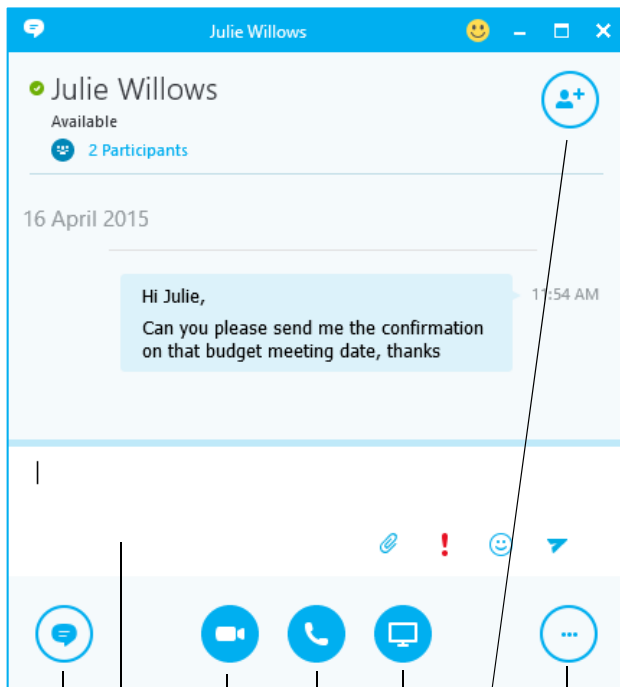 Julie Willows
Julie Willows
Available
2 Participants
16 April 2015
Hi Julie,
11:54 AM
Can you please send me the confirmation
on that budget meeting date, thanks